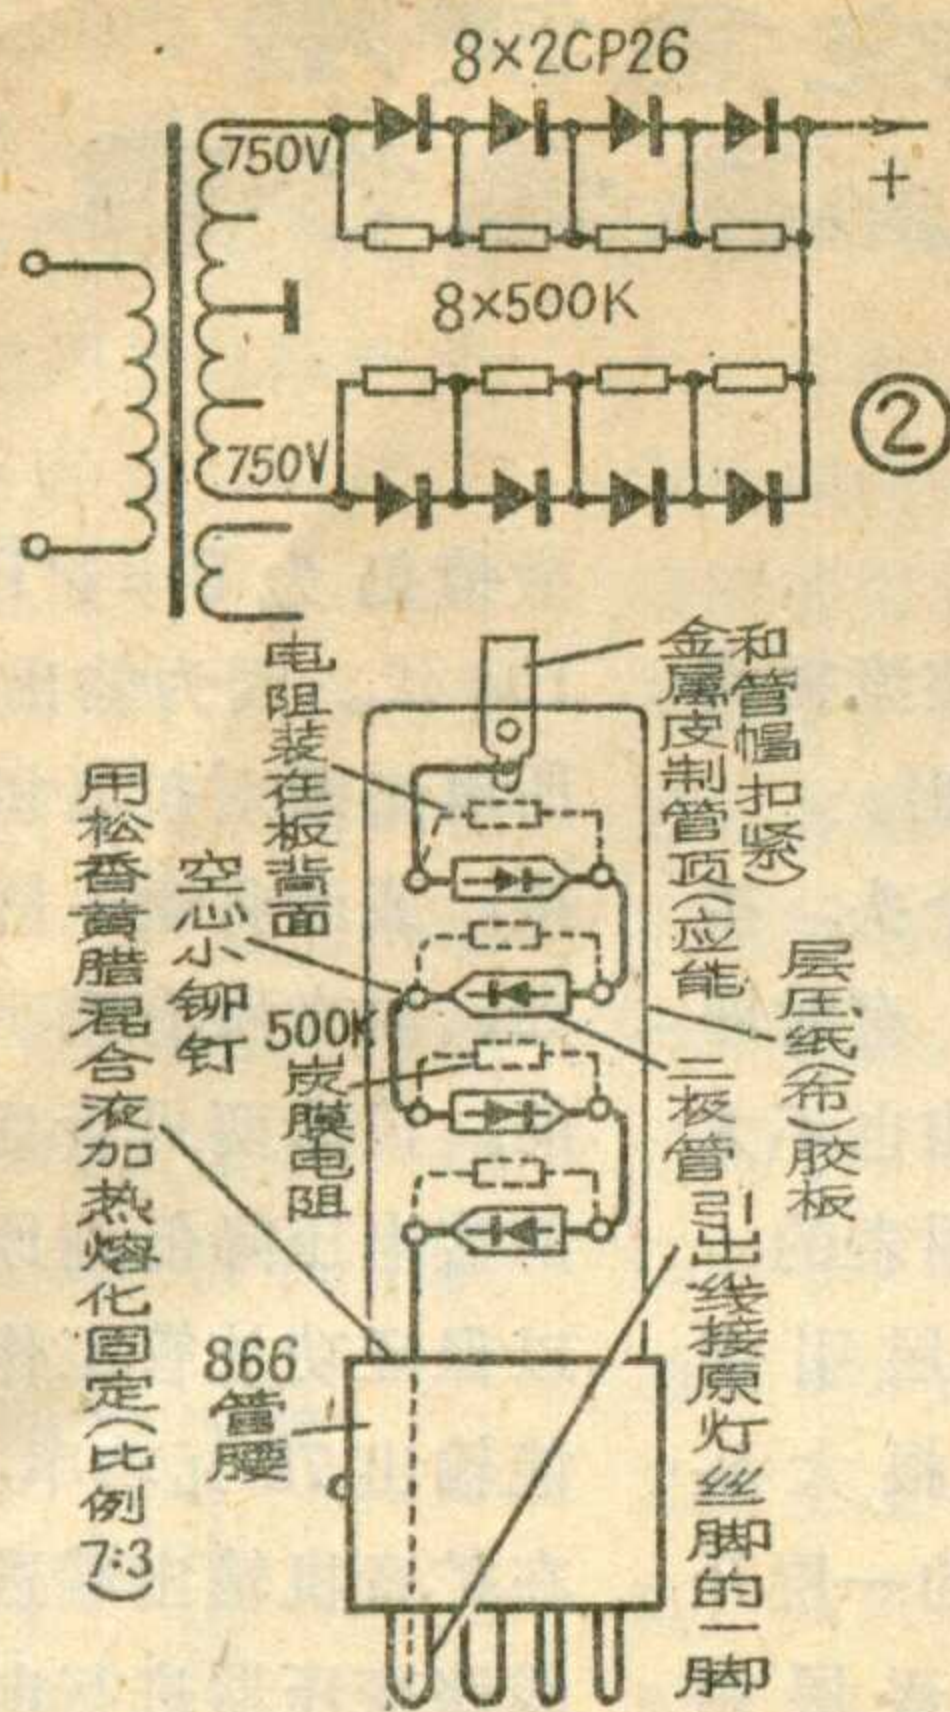 8×2CP26
750V
+
8×500K
②
750V
电阻装在板背面
金属皮制管顶(应能
和管帽扣紧)
用松香黄腊混合液加热熔化固定(比例7:3)
空心小铆钉
500K
炭膜电阻
层压纸(布)胶板
二极管
引出线接原灯丝脚的一脚
866
管腰